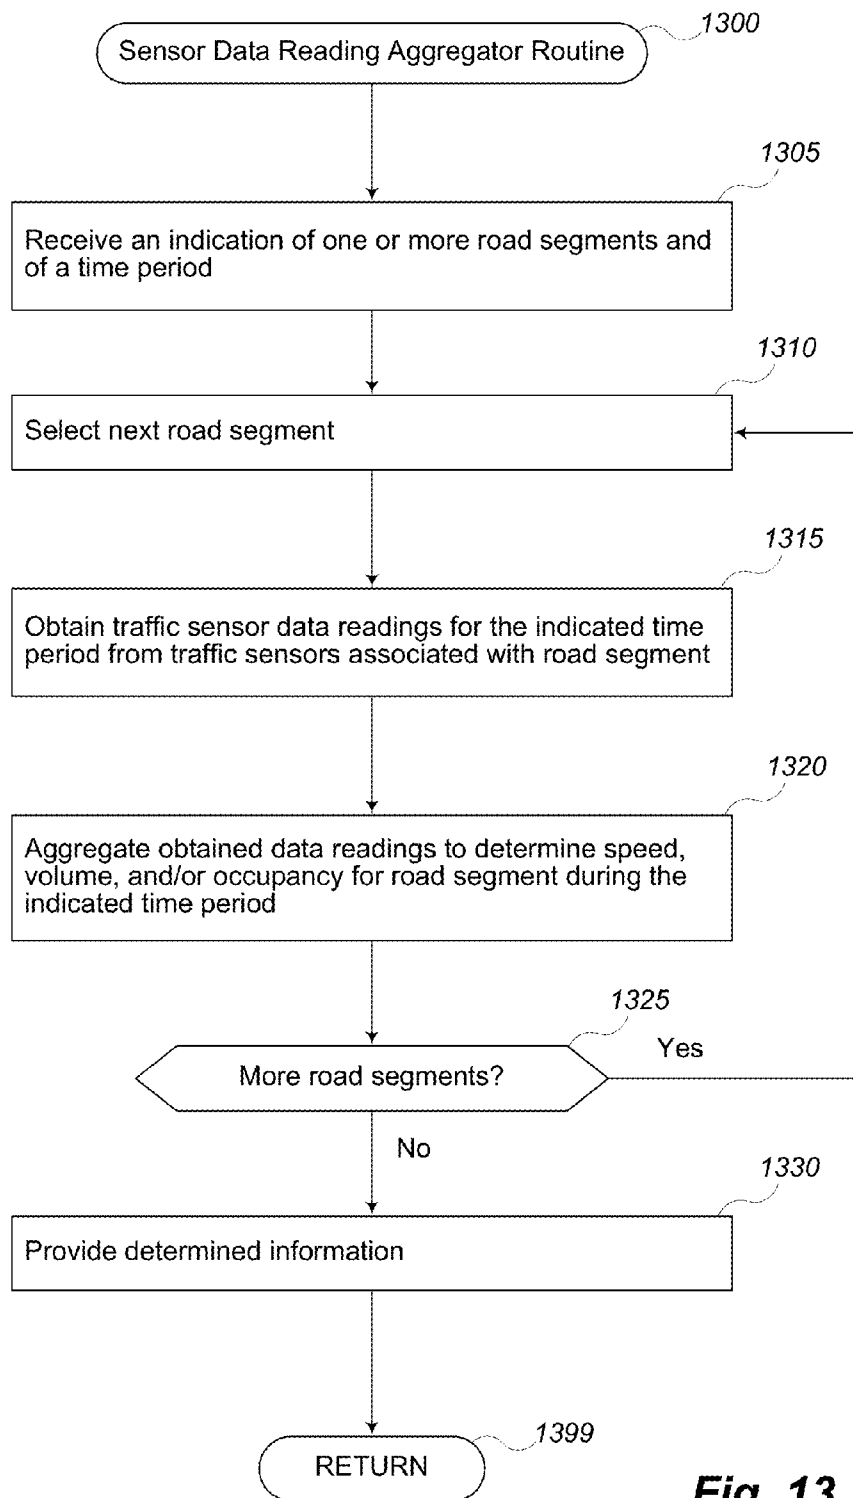 1300
Sensor Data Reading Aggregator Routine
1305
Receive an indication of one or more road segments and
of a time period
1310
Select next road segment
1315
Obtain traffic sensor data readings for the indicated time
period from traffic sensors associated with road segment
1320
Aggregate obtained data readings to determine speed,
volume, and/or occupancy for road segment during the
indicated time period
1325
More road segments?
Yes
No
1330
Provide determined information
1399
RETURN
Fig. 13